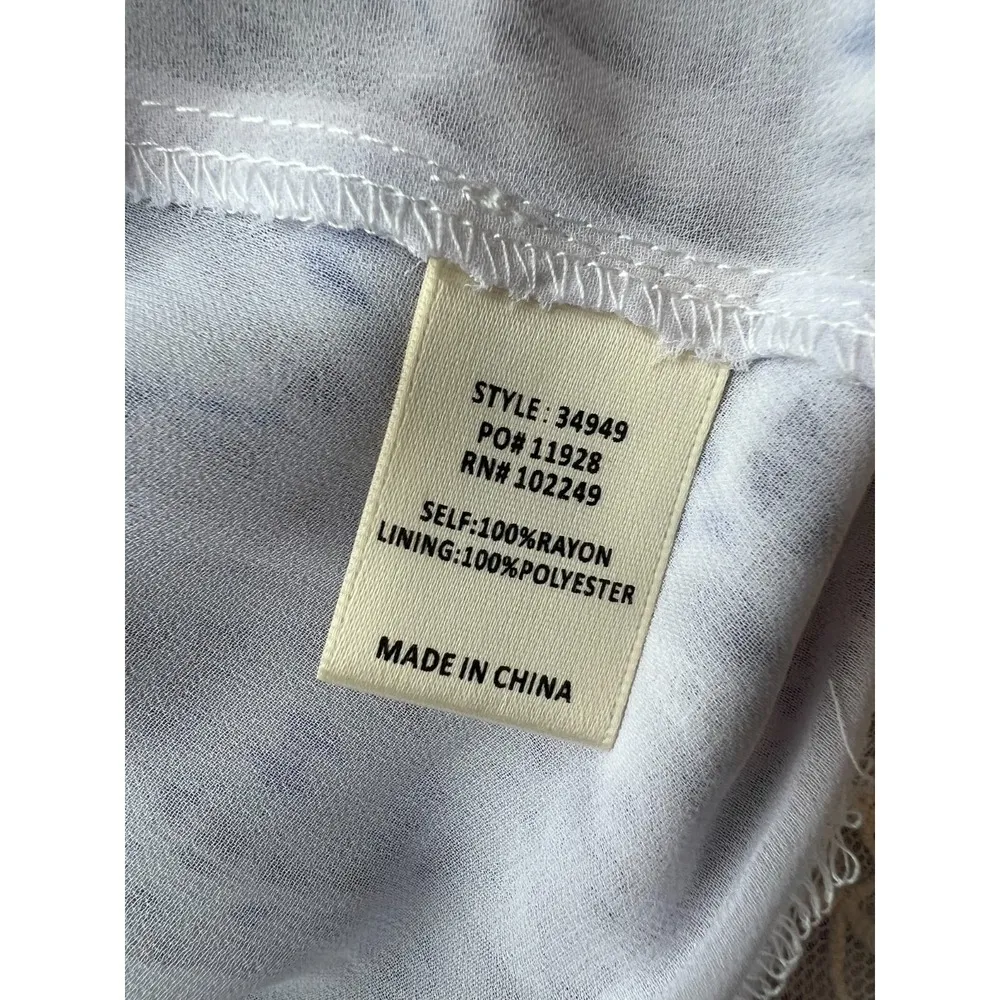 STYLE: 34949
PO# 11928
RN# 102249
SELF:100%RAYON
LINING:100%POLYESTER
MADE IN CHINA